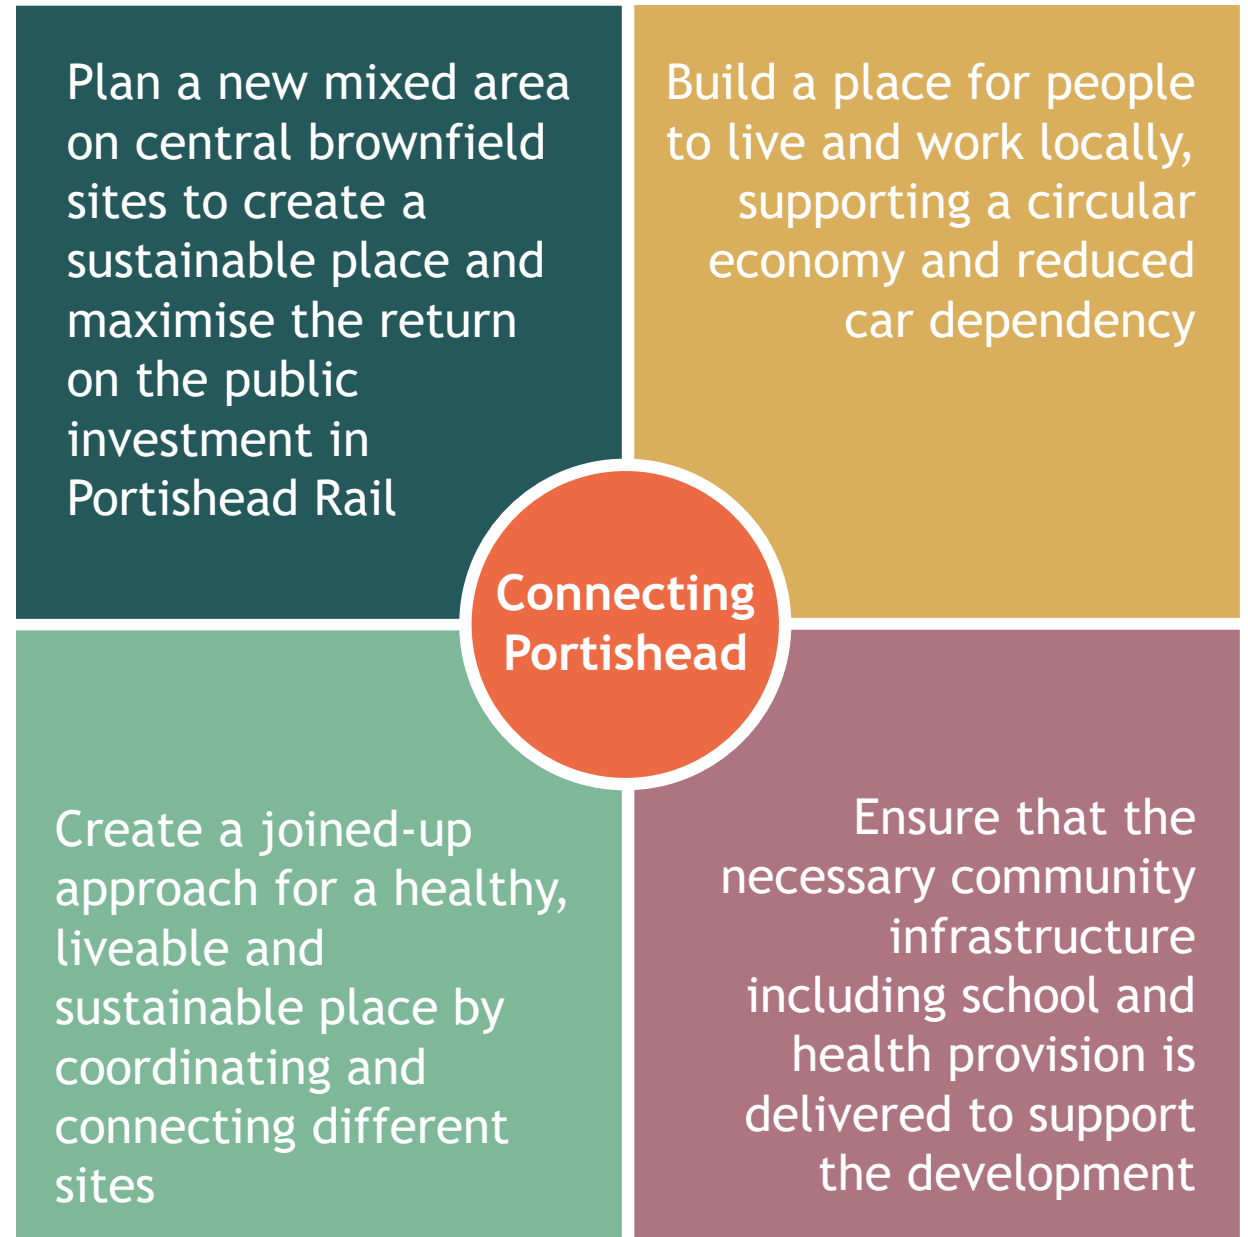 Plan a new mixed area
on central brownfield
sites to create a
sustainable place and
maximise the return
on the public
investment in
Portishead Rail
Build a place for people
to live and work locally,
supporting a circular
economy and reduced
car dependency
Connecting
Portishead
Create a joined-up
approach for a healthy,
liveable and
sustainable place by
coordinating and
connecting different
sites
Ensure that the
necessary community
infrastructure
including school and
health provision is
delivered to support
the development